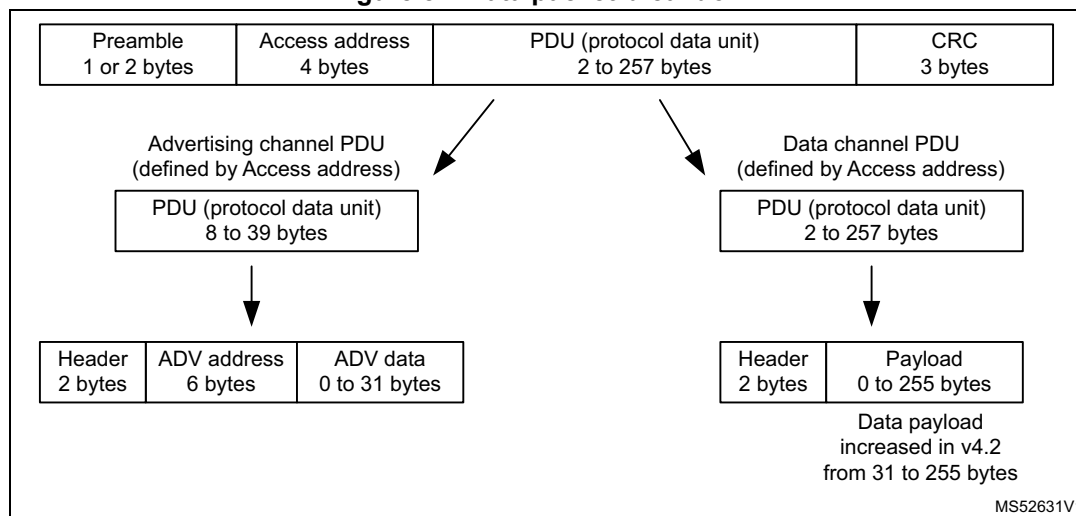 Preamble
1 or 2 bytes
Access address
4 bytes
PDU (protocol data unit)
2 to 257 bytes
CRC
3 bytes
Advertising channel PDU
(defined by Access address)
Data channel PDU
(defined by Access address)
PDU (protocol data unit)
8 to 39 bytes
PDU (protocol data unit)
2 to 257 bytes
Header
2 bytes
ADV address
6 bytes
ADV data
0 to 31 bytes
Header
2 bytes
Payload
0 to 255 bytes
Data payload
increased in v4.2
from 31 to 255 bytes
MS52631V